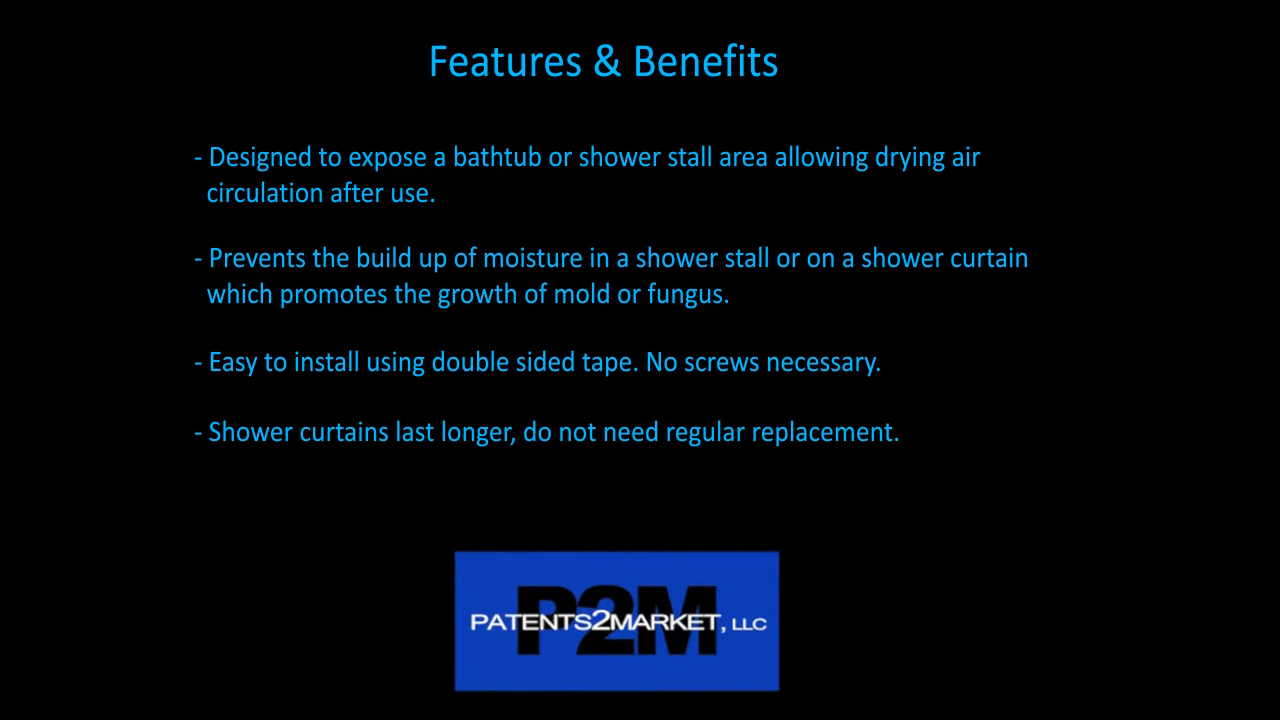 Features & Benefits
- Designed to expose a bathtub or shower stall area allowing drying air
circulation after use.
- Prevents the build up of moisture in a shower stall or on a shower curtain
which promotes the growth of mold or fungus.
- Easy to install using double sided tape. No screws necessary.
- Shower curtains last longer, do not need regular replacement.
P2M
PATENTS2MARKET, LLC